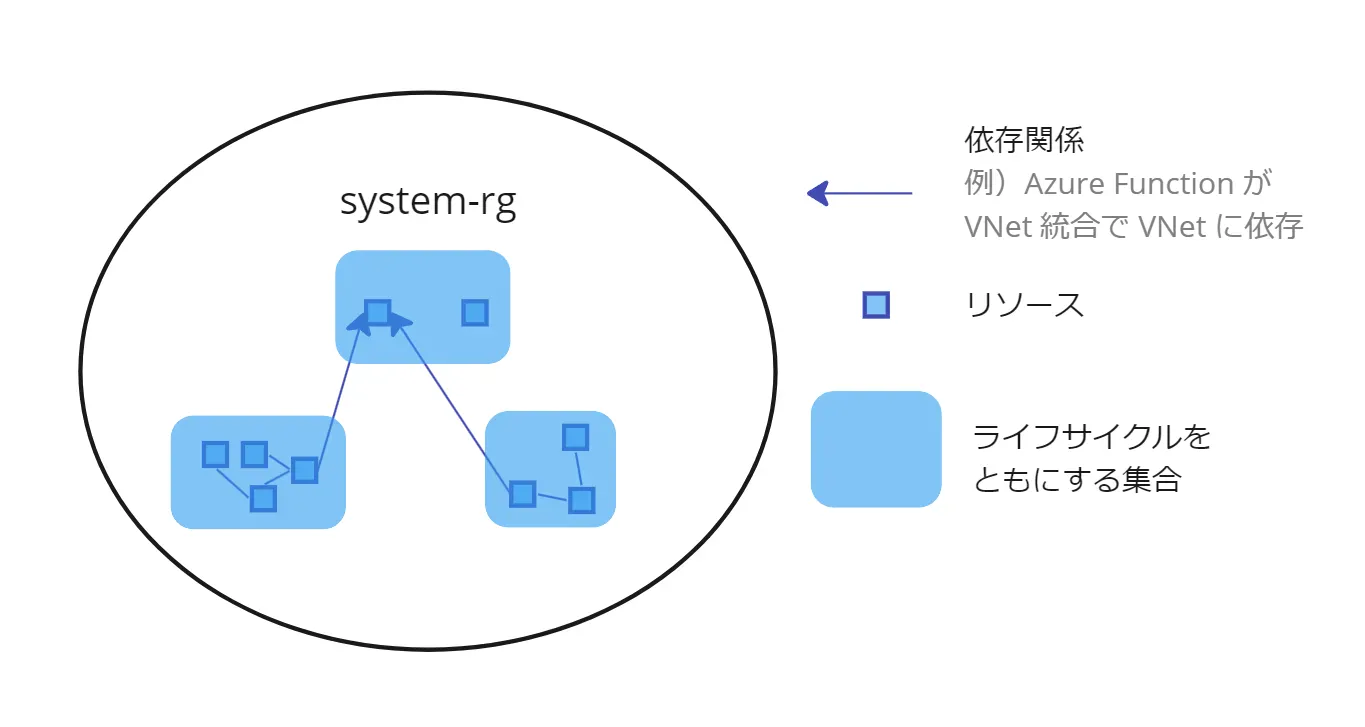 system-rg
依存関係
例）Azure Function が
VNet 統合で VNet に依存
リソース
ライフサイクルを
ともにする集合